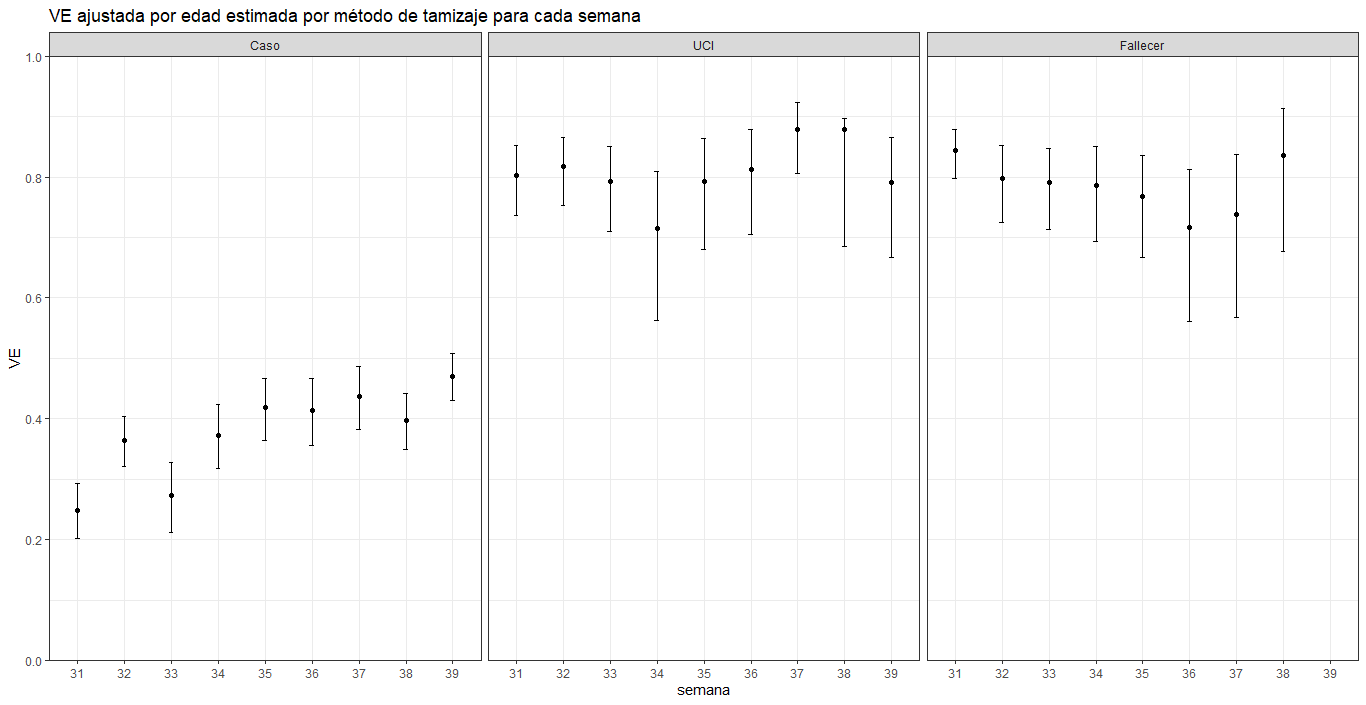 VE ajustada por edad estimada por método de tamizaje para cada semana
Caso UCI Fallecer
1.0
0.8
0.6
0.4
0.2
0.0
VE
31 32 33 34 35 36 37 38 39 31 32 33 34 35 36 37 38 39 31 32 33 34 35 36 37 38 39
semana